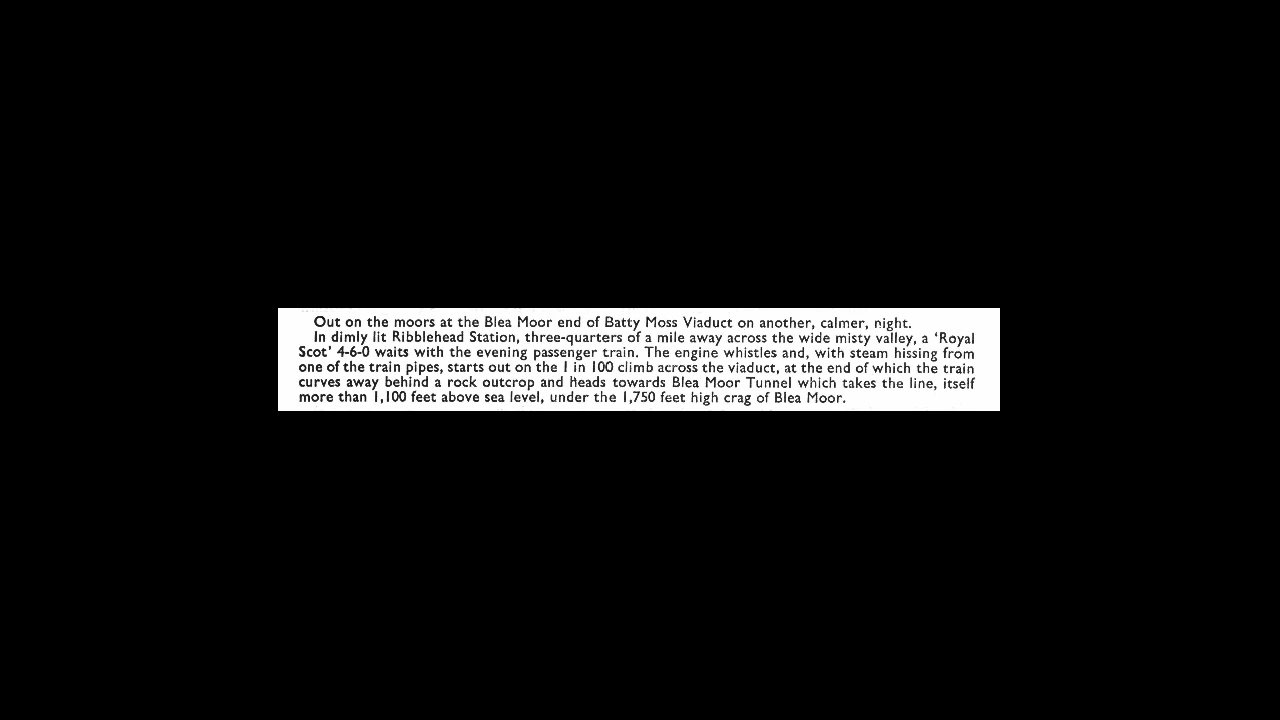 Out on the moors at the Blea Moor end of Batty Moss Viaduct on another, calmer, night.
In dimly lit Ribblehead Station, three-quarters of a mile away across the wide misty valley, a ‘Royal
Scot’ 4-6-0 waits with the evening passenger train. The engine whistles and, with steam hissing from
one of the train pipes, starts out on the 1 in 100 climb across the viaduct, at the end of which the train
curves away behind a rock outcrop and heads towards Blea Moor Tunnel which takes the line, itself
more than 1,100 feet above sea level, under the 1,750 feet high crag of Blea Moor.